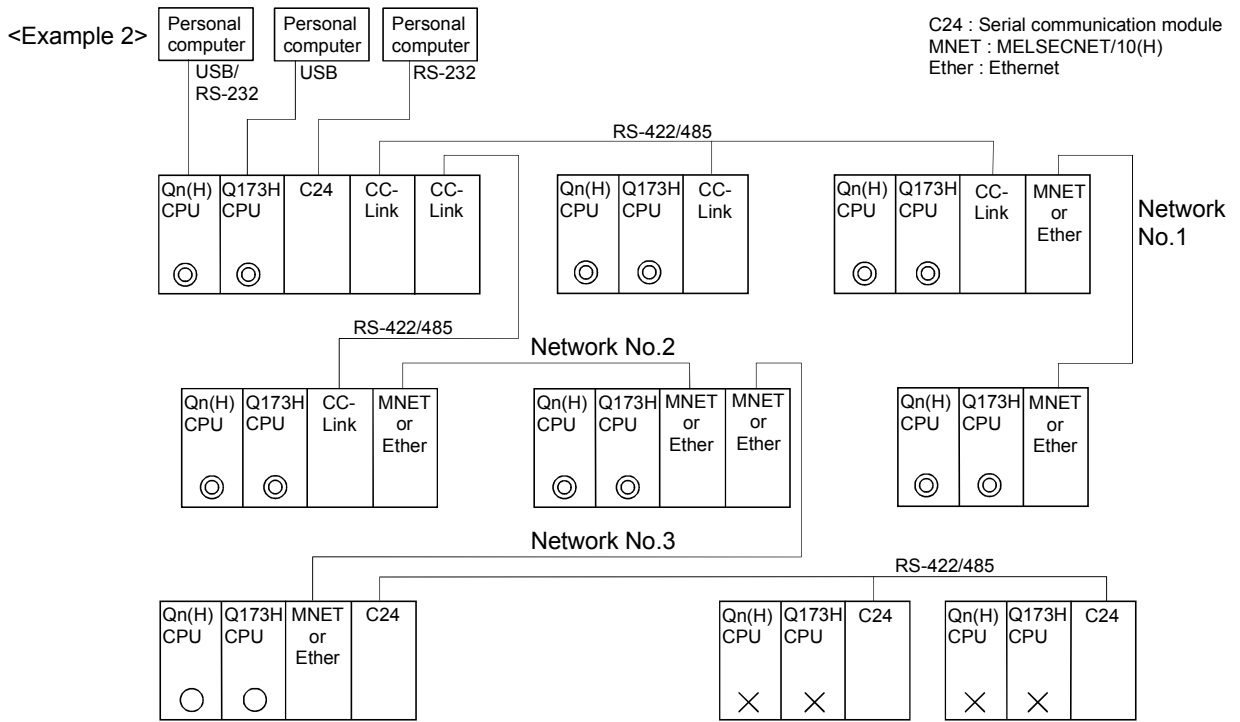 <Example 2>
Personal
computer
Personal
computer
Personal
computer
C24 : Serial communication module
MNET : MELSECNET/10(H)
Ether : Ethernet
USB/
RS-232
USB
RS-232
RS-422/485
Qn(H)
CPU
Q173H
CPU
C24
CC-
Link
CC-
Link
Qn(H)
CPU
Q173H
CPU
CC-
Link
Qn(H)
CPU
Q173H
CPU
CC-
Link
MNET
or
Ether
Network
No.1
RS-422/485
Network No.2
Qn(H)
CPU
Q173H
CPU
CC-
Link
MNET
or
Ether
Qn(H)
CPU
Q173H
CPU
MNET
or
Ether
MNET
or
Ether
Qn(H)
CPU
Q173H
CPU
MNET
or
Ether
Network No.3
RS-422/485
Qn(H)
CPU
Q173H
CPU
MNET
or
Ether
C24
Qn(H)
CPU
Q173H
CPU
C24
Qn(H)
CPU
Q173H
CPU
C24